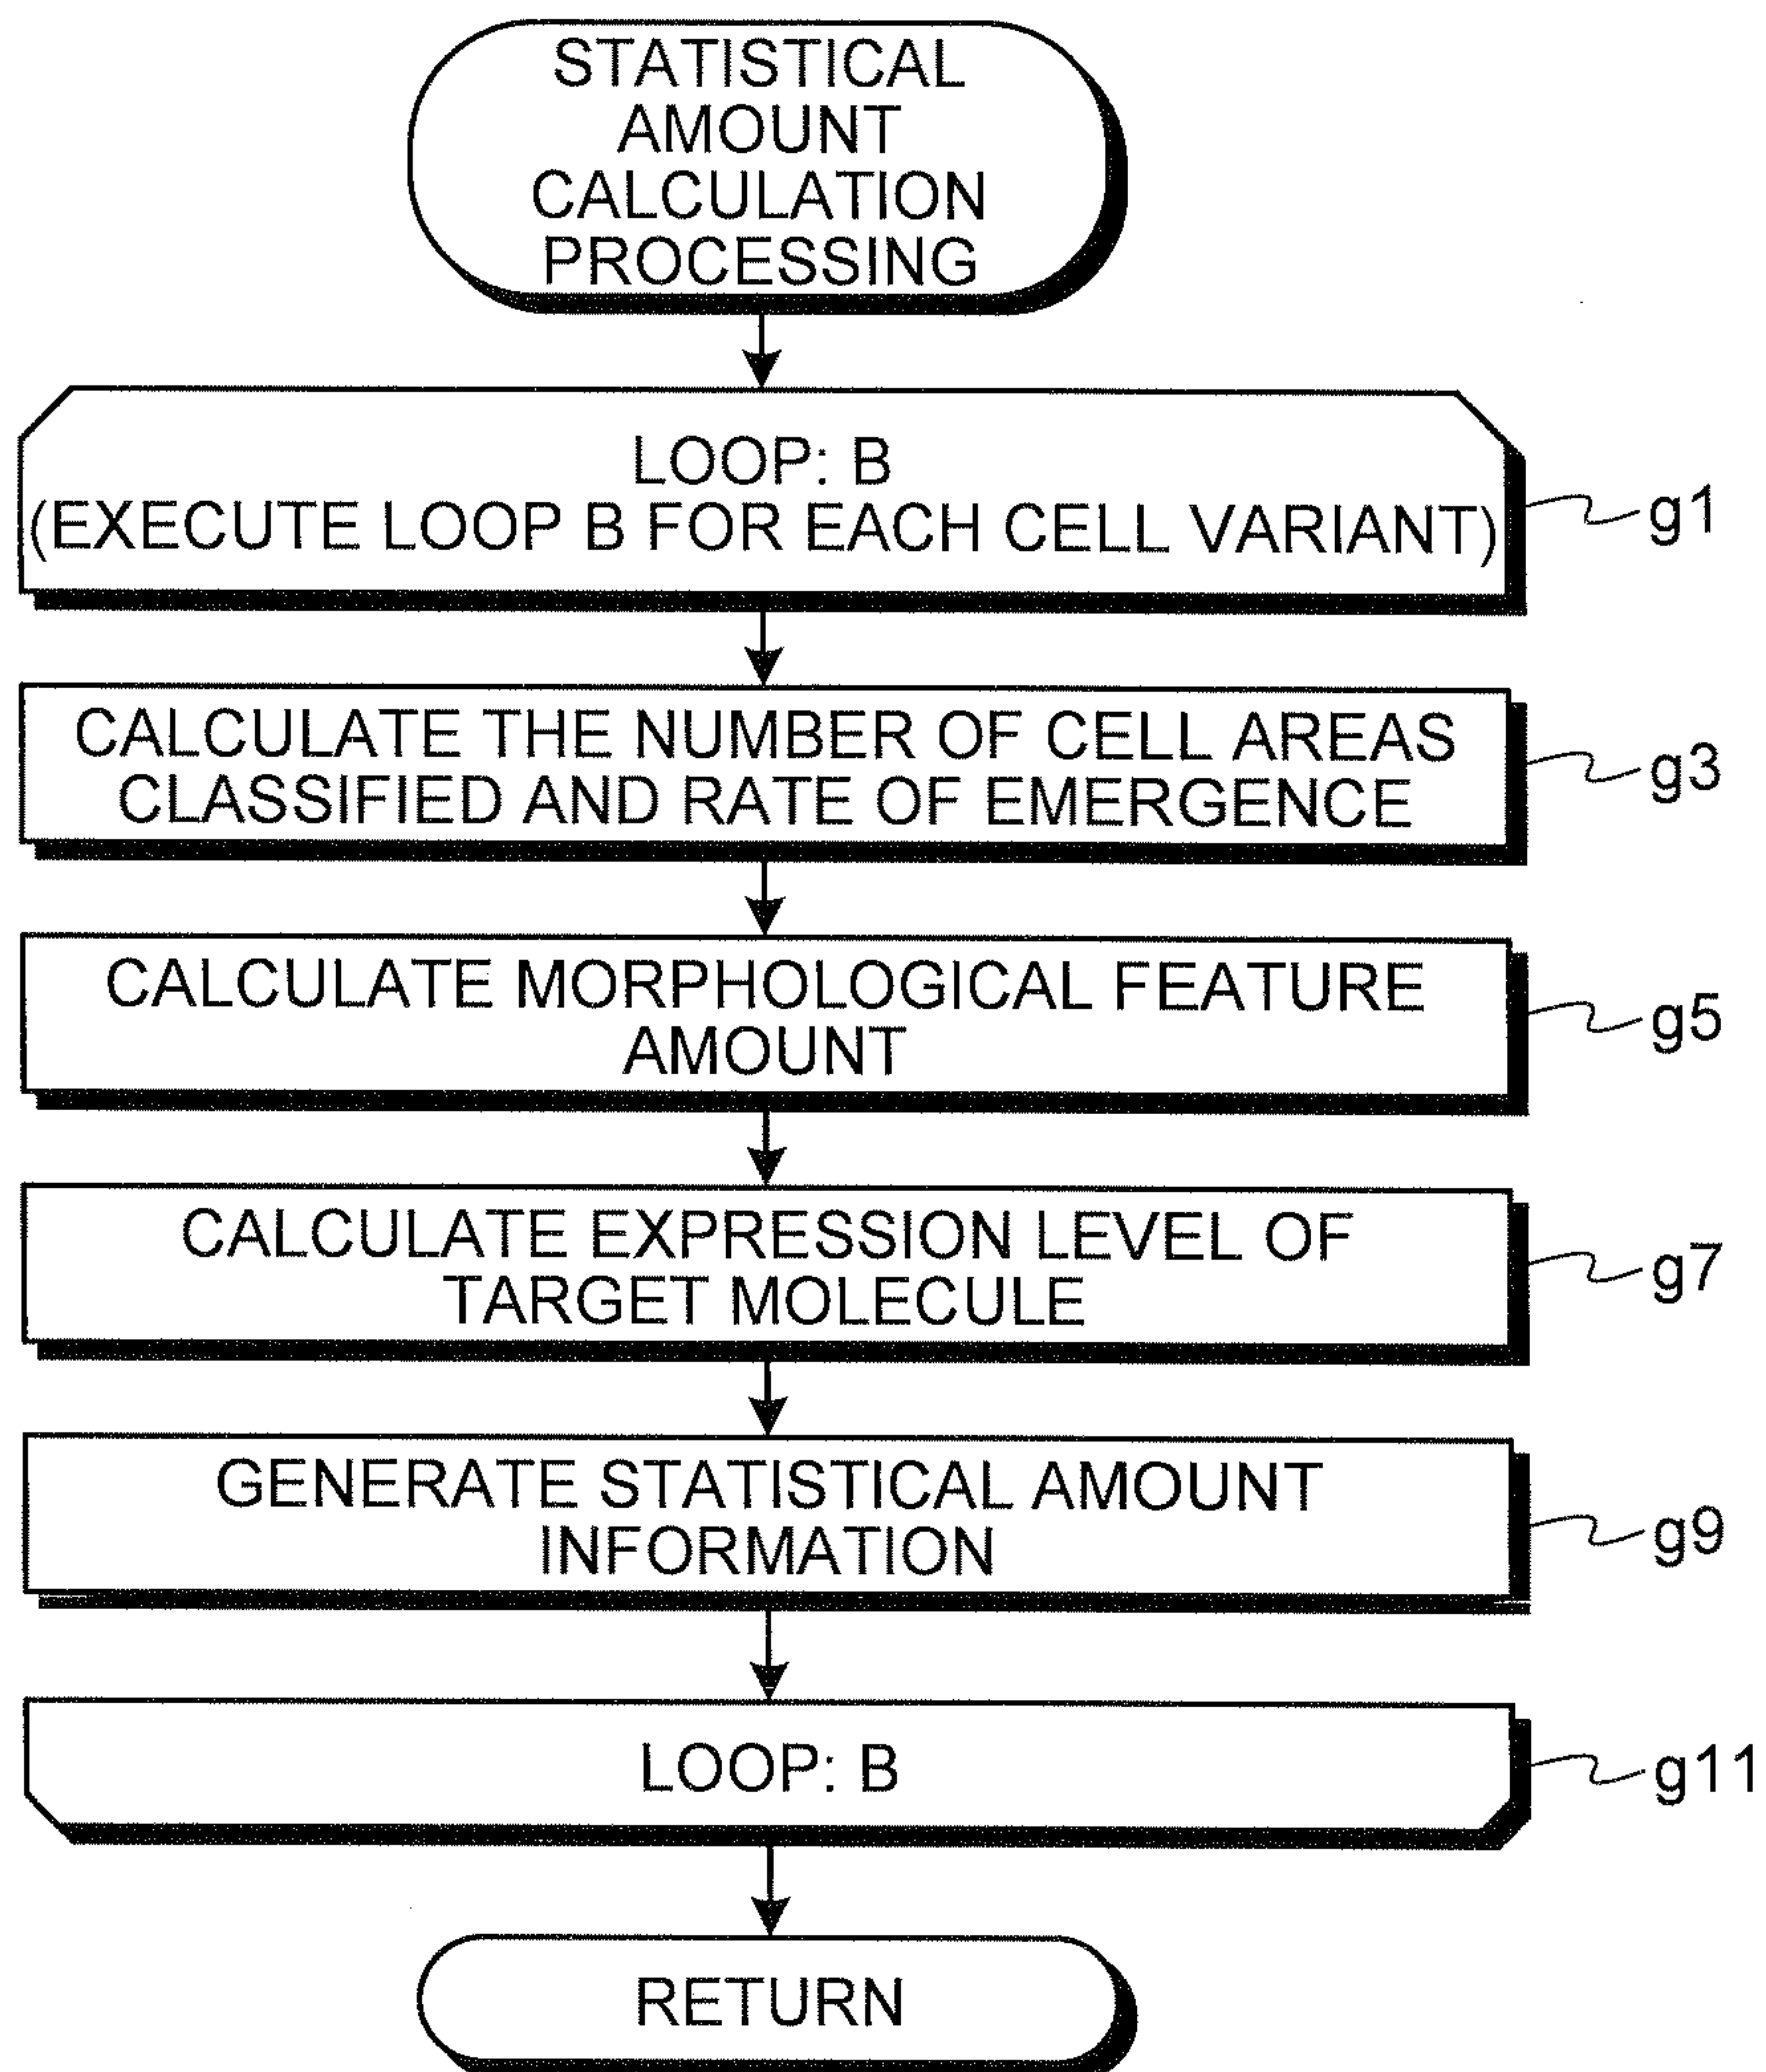 STATISTICAL
AMOUNT
CALCULATION
PROCESSING
LOOP: B
(EXECUTE LOOP B FOR EACH CELL VARIANT)
g1
CALCULATE THE NUMBER OF CELL AREAS
CLASSIFIED AND RATE OF EMERGENCE
g3
CALCULATE MORPHOLOGICAL FEATURE
AMOUNT
g5
CALCULATE EXPRESSION LEVEL OF
TARGET MOLECULE
g7
GENERATE STATISTICAL AMOUNT
INFORMATION
g9
LOOP: B
g11
RETURN